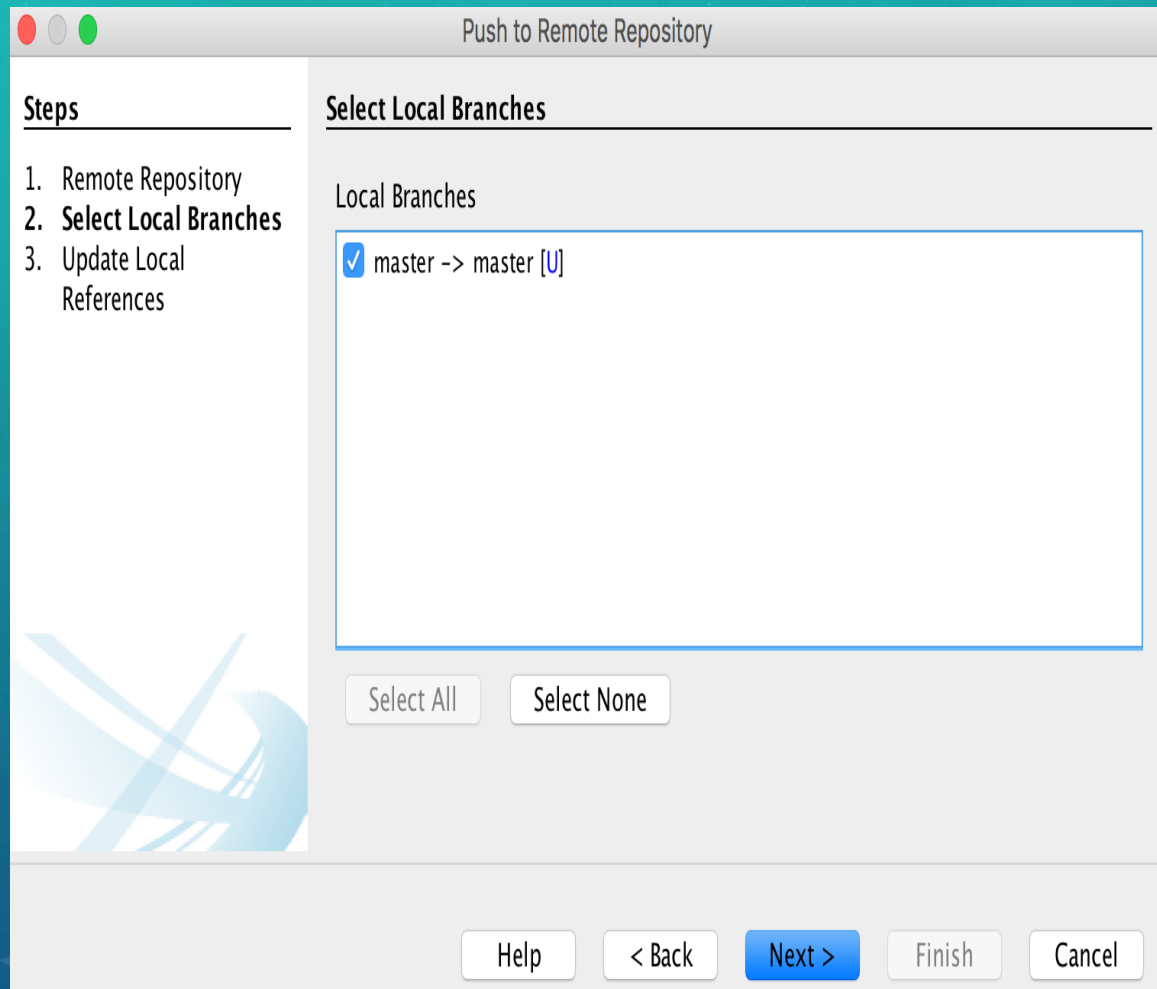 Push to Remote Repository
Steps
1. Remote Repository
2. Select Local Branches
3. Update Local
References
Select Local Branches
Local Branches
master -> master [U]
Select All
Select None
Help
< Back
Next >
Finish
Cancel